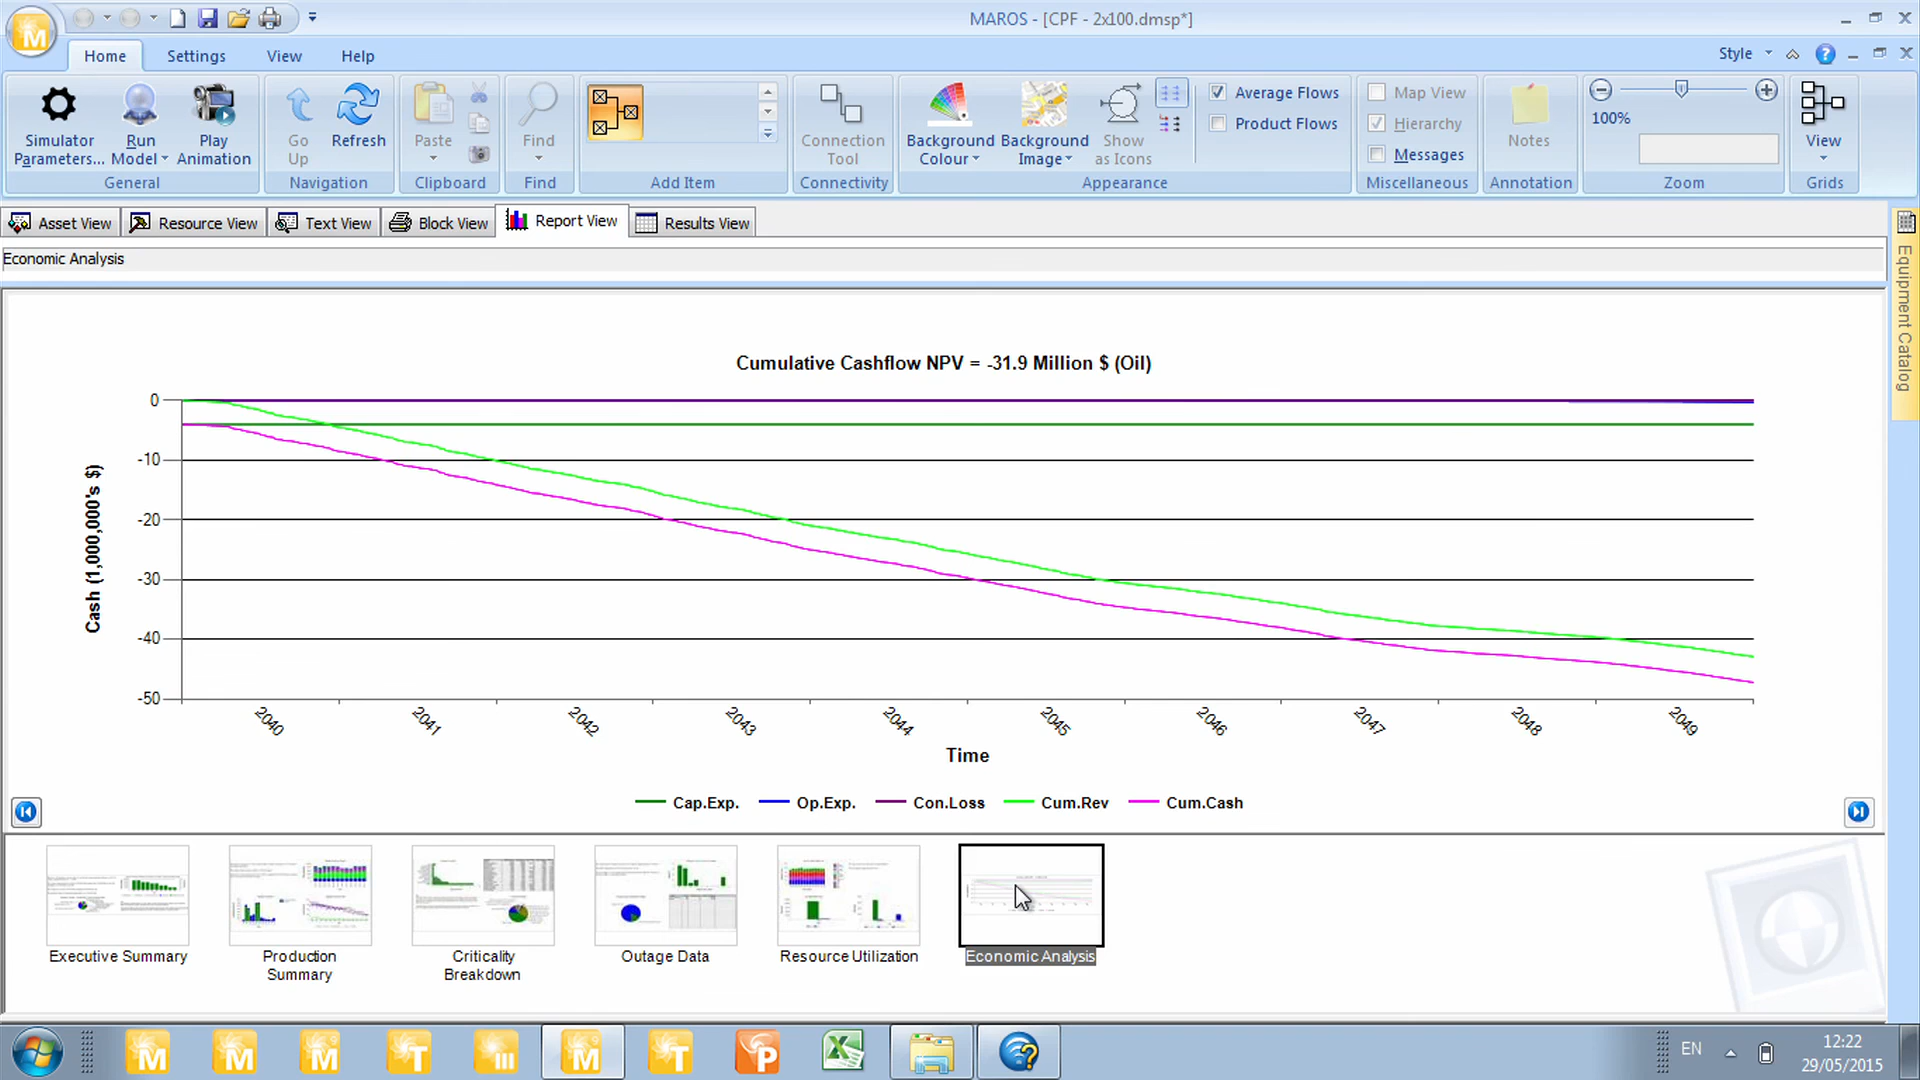 MAROS - [CPF - 2x100.dmsp*]
Home Settings View Help Style
Simulator Parameters... Run Model Play Animation
Go Up Refresh
Paste
Find
Connection Tool
Background Colour Background Image Show as Icons
Average Flows
Product Flows
Map View
Hierarchy
Messages
Notes
100%
View
General Navigation Clipboard Find Add Item Connectivity Appearance Miscellaneous Annotation Zoom Grids
Asset View Resource View Text View Block View Report View Results View
Economic Analysis
Equipment Catalog
Cumulative Cashflow NPV = -31.9 Million $ (Oil)
Cash (1,000,000's $)
0
-10
-20
-30
-40
-50
2040 2041 2042 2043 2044 2045 2046 2047 2048 2049
Time
Cap.Exp. Op.Exp. Con.Loss Cum.Rev Cum.Cash
Executive Summary
Production Summary
Criticality Breakdown
Outage Data
Resource Utilization
Economic Analysis
EN
12:22
29/05/2015